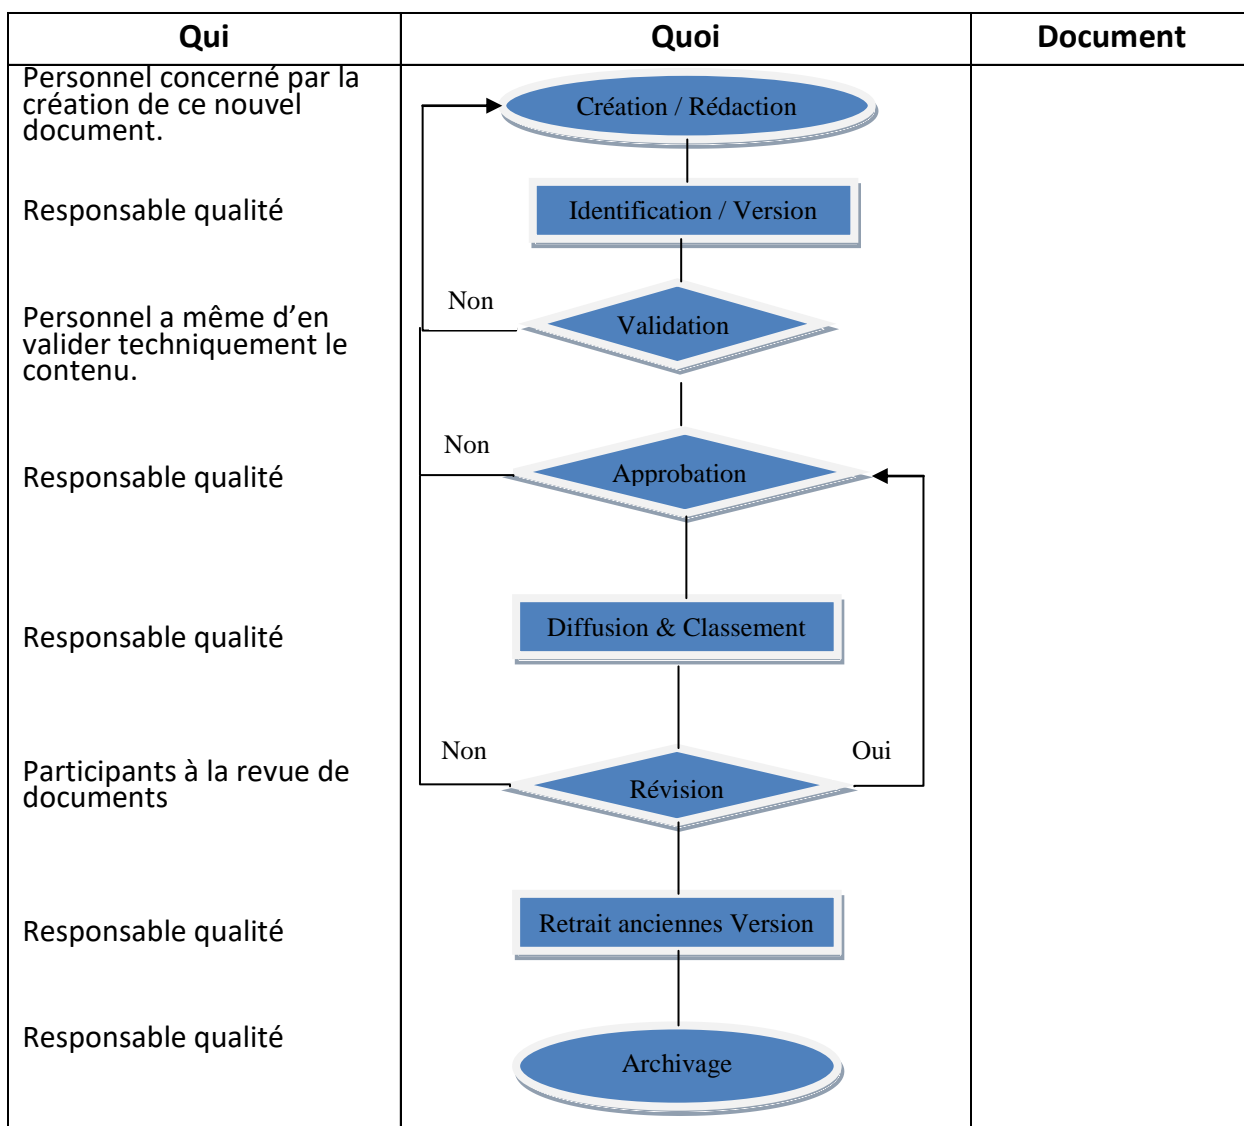 Qui
Quoi
Document
Personnel concerné par la
création de ce nouvel
document.
Création / Rédaction
Responsable qualité
Identification / Version
Non
Personnel a même d’en
valider techniquement le
contenu.
Validation
Non
Responsable qualité
Approbation
Responsable qualité
Diffusion & Classement
Non
Oui
Participants à la revue de
documents
Révision
Responsable qualité
Retrait anciennes Version
Responsable qualité
Archivage